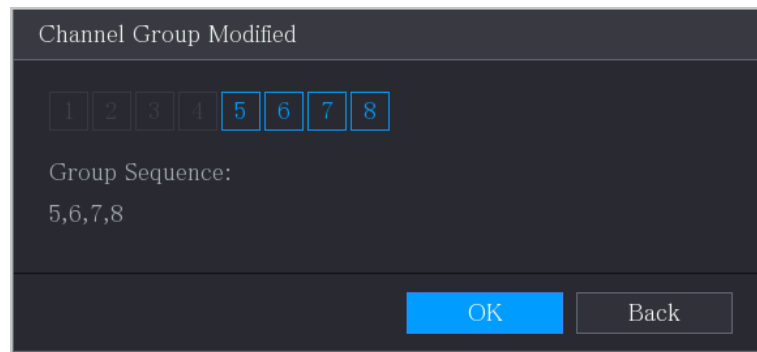 Channel Group Modified
1 2 3 4 5 6 7 8
Group Sequence:
5,6,7,8
OK Back